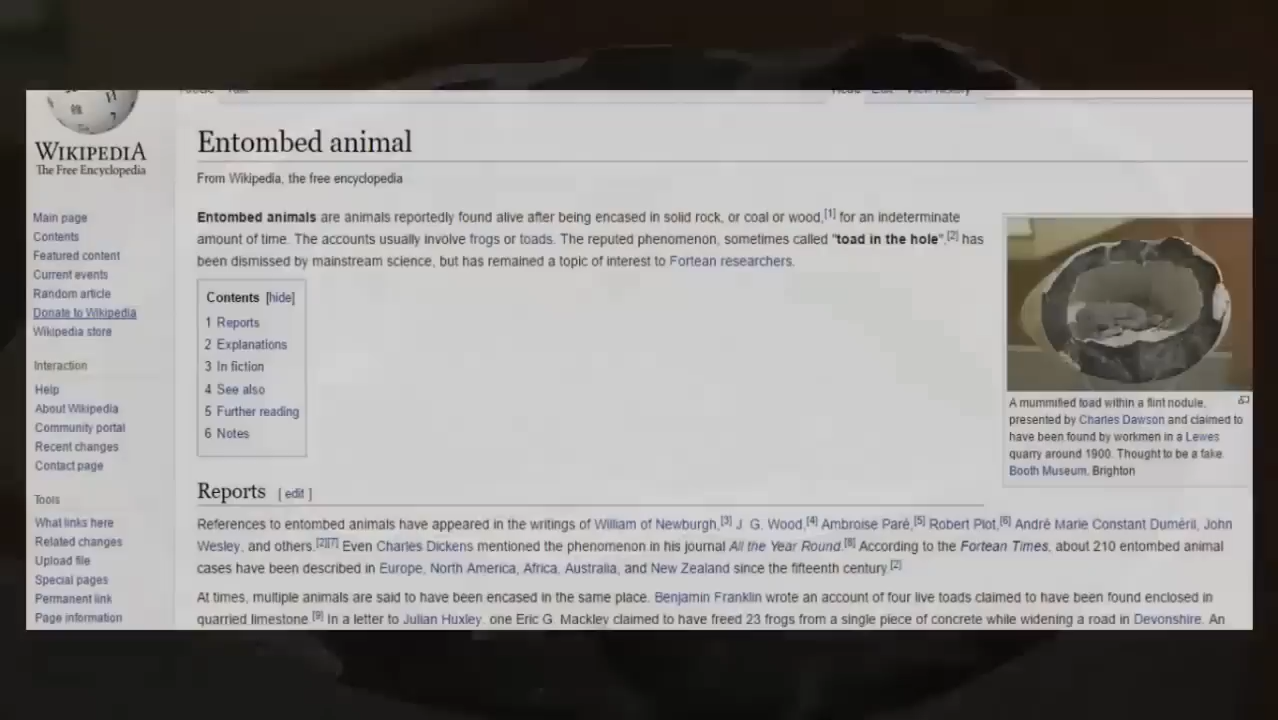 Read Edit View history
WIKIPEDIA
The Free Encyclopedia
Main page
Contents
Featured content
Current events
Random article
Donate to Wikipedia
Wikipedia store
Interaction
Help
About Wikipedia
Community portal
Recent changes
Contact page
Tools
What links here
Related changes
Upload file
Special pages
Permanent link
Page information
Entombed animal
From Wikipedia, the free encyclopedia
Entombed animals are animals reportedly found alive after being encased in solid rock, or coal or wood,[1] for an indeterminate
amount of time. The accounts usually involve frogs or toads. The reputed phenomenon, sometimes called "toad in the hole",[2] has
been dismissed by mainstream science, but has remained a topic of interest to Fortean researchers.
Contents [hide]
1 Reports
2 Explanations
3 In fiction
4 See also
5 Further reading
6 Notes
A mummified toad within a flint nodule,
presented by Charles Dawson and claimed to
have been found by workmen in a Lewes
quarry around 1900. Thought to be a fake.
Booth Museum, Brighton
Reports [ edit ]
References to entombed animals have appeared in the writings of William of Newburgh,[3] J. G. Wood,[4] Ambroise Paré,[5] Robert Plot,[6] André Marie Constant Duméril, John
Wesley, and others.[2][7] Even Charles Dickens mentioned the phenomenon in his journal All the Year Round.[8] According to the Fortean Times, about 210 entombed animal
cases have been described in Europe, North America, Africa, Australia, and New Zealand since the fifteenth century.[2]
At times, multiple animals are said to have been encased in the same place. Benjamin Franklin wrote an account of four live toads claimed to have been found enclosed in
quarried limestone.[9] In a letter to Julian Huxley, one Eric G. Mackley claimed to have freed 23 frogs from a single piece of concrete while widening a road in Devonshire. An